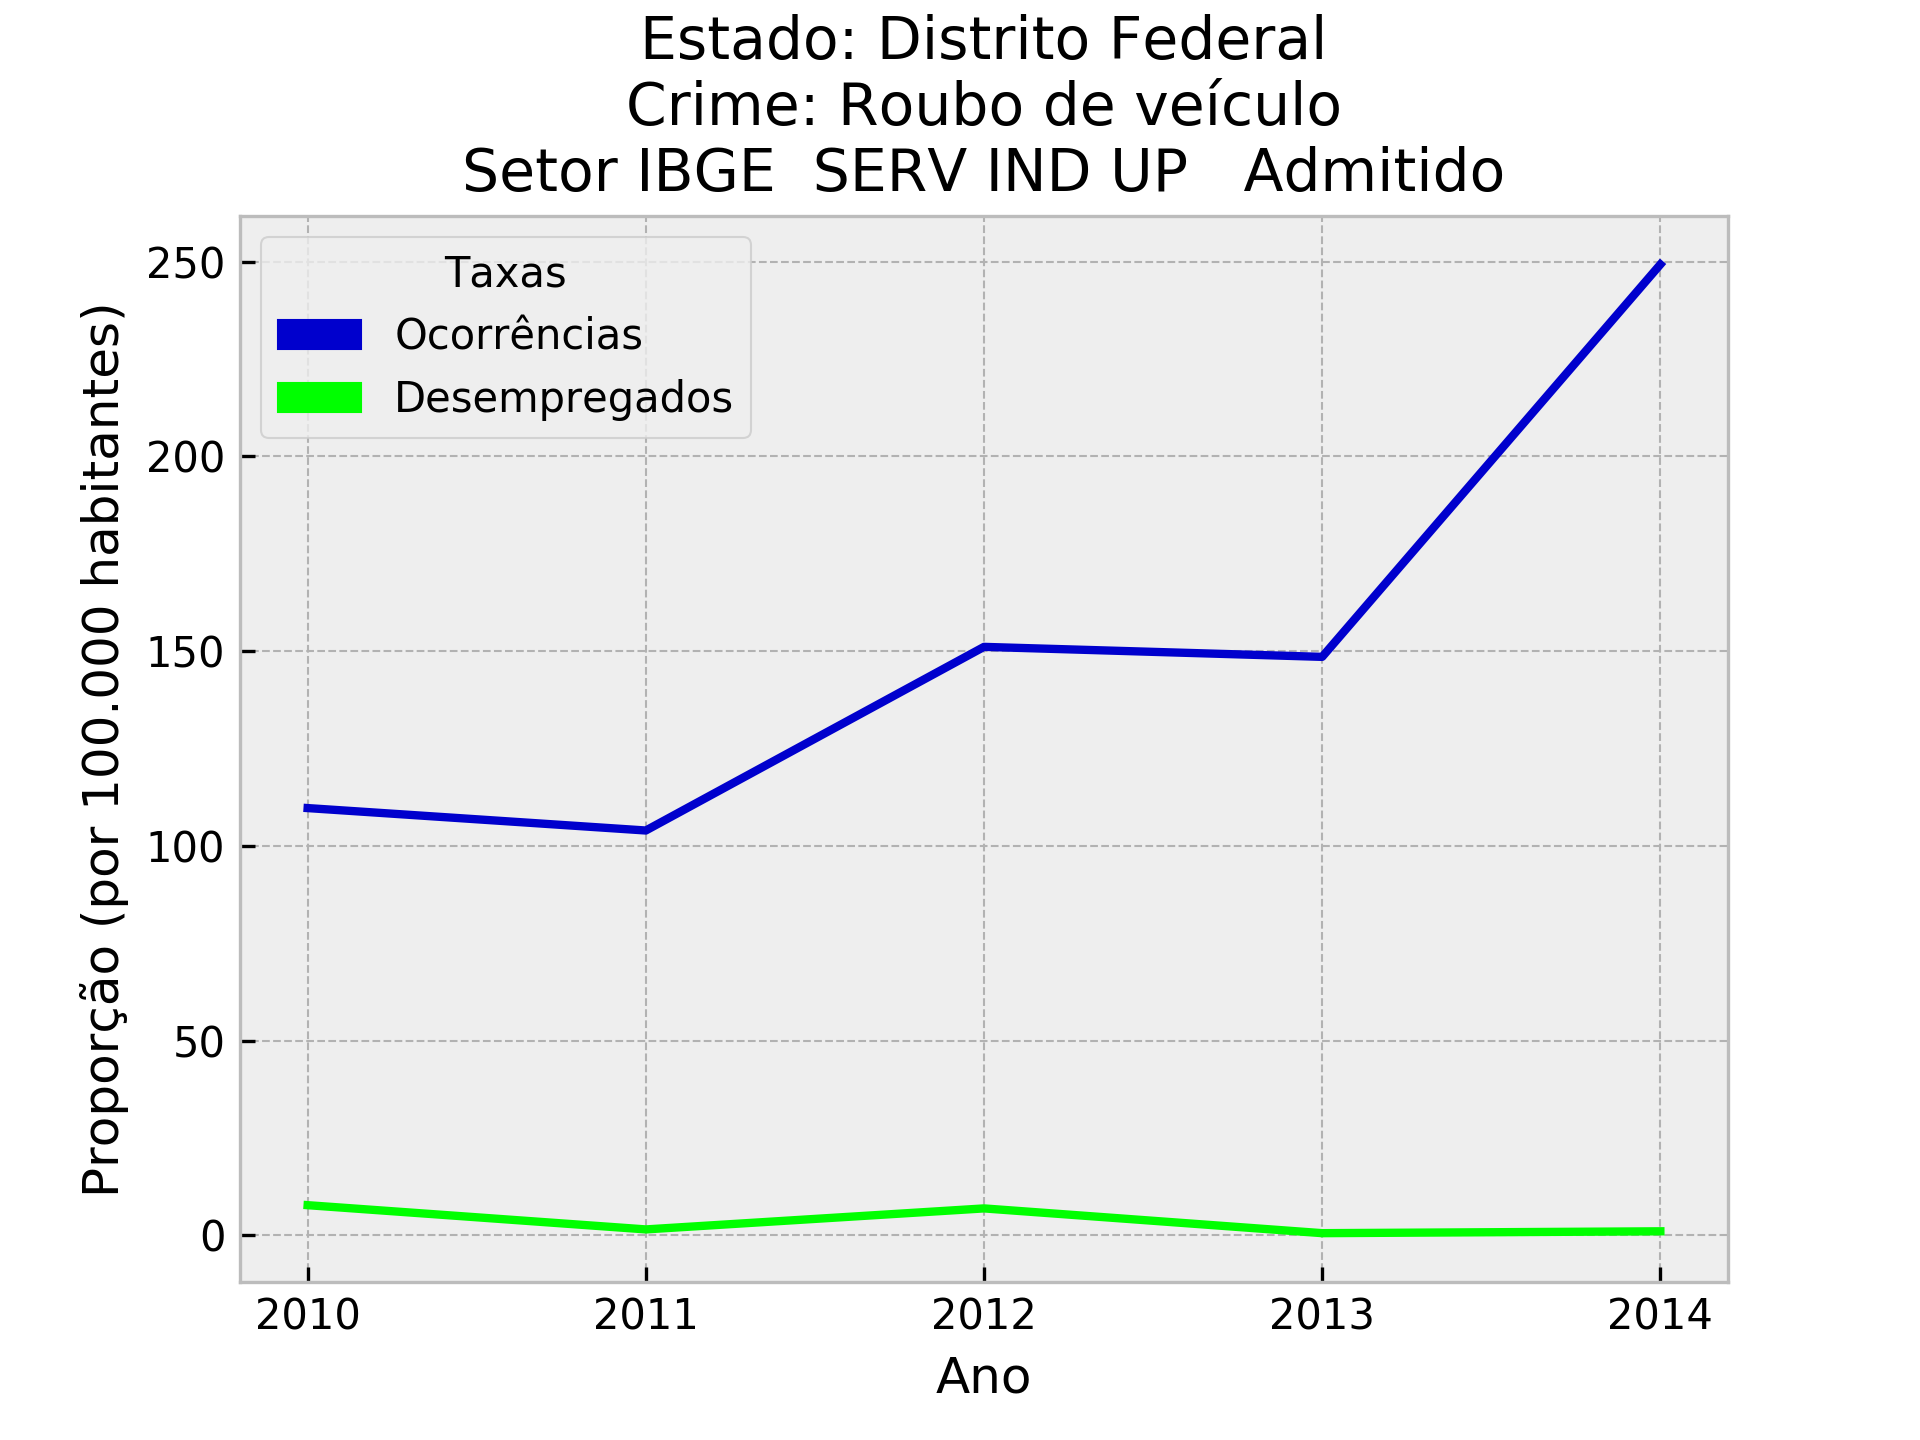 Estado: Distrito Federal
Crime: Roubo de veículo
Setor IBGE  SERV IND UP   Admitido
Taxas
Ocorrências
Desempregados
Proporção (por 100.000 habitantes)
250
200
150
100
50
0
2010
2011
2012
2013
2014
Ano